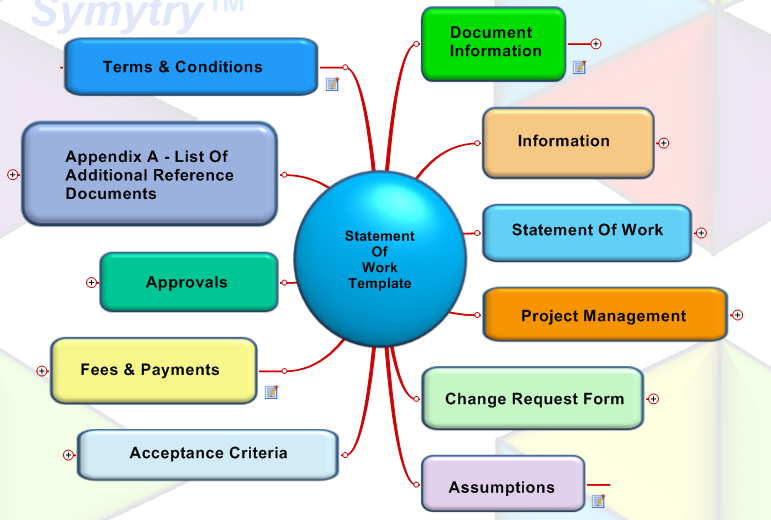 Symytry™
Document
Information
Terms & Conditions
Information
Appendix A - List Of
Additional Reference
Documents
Statement Of Work
Statement
Of
Work
Template
Approvals
Project Management
Fees & Payments
Change Request Form
Acceptance Criteria
Assumptions